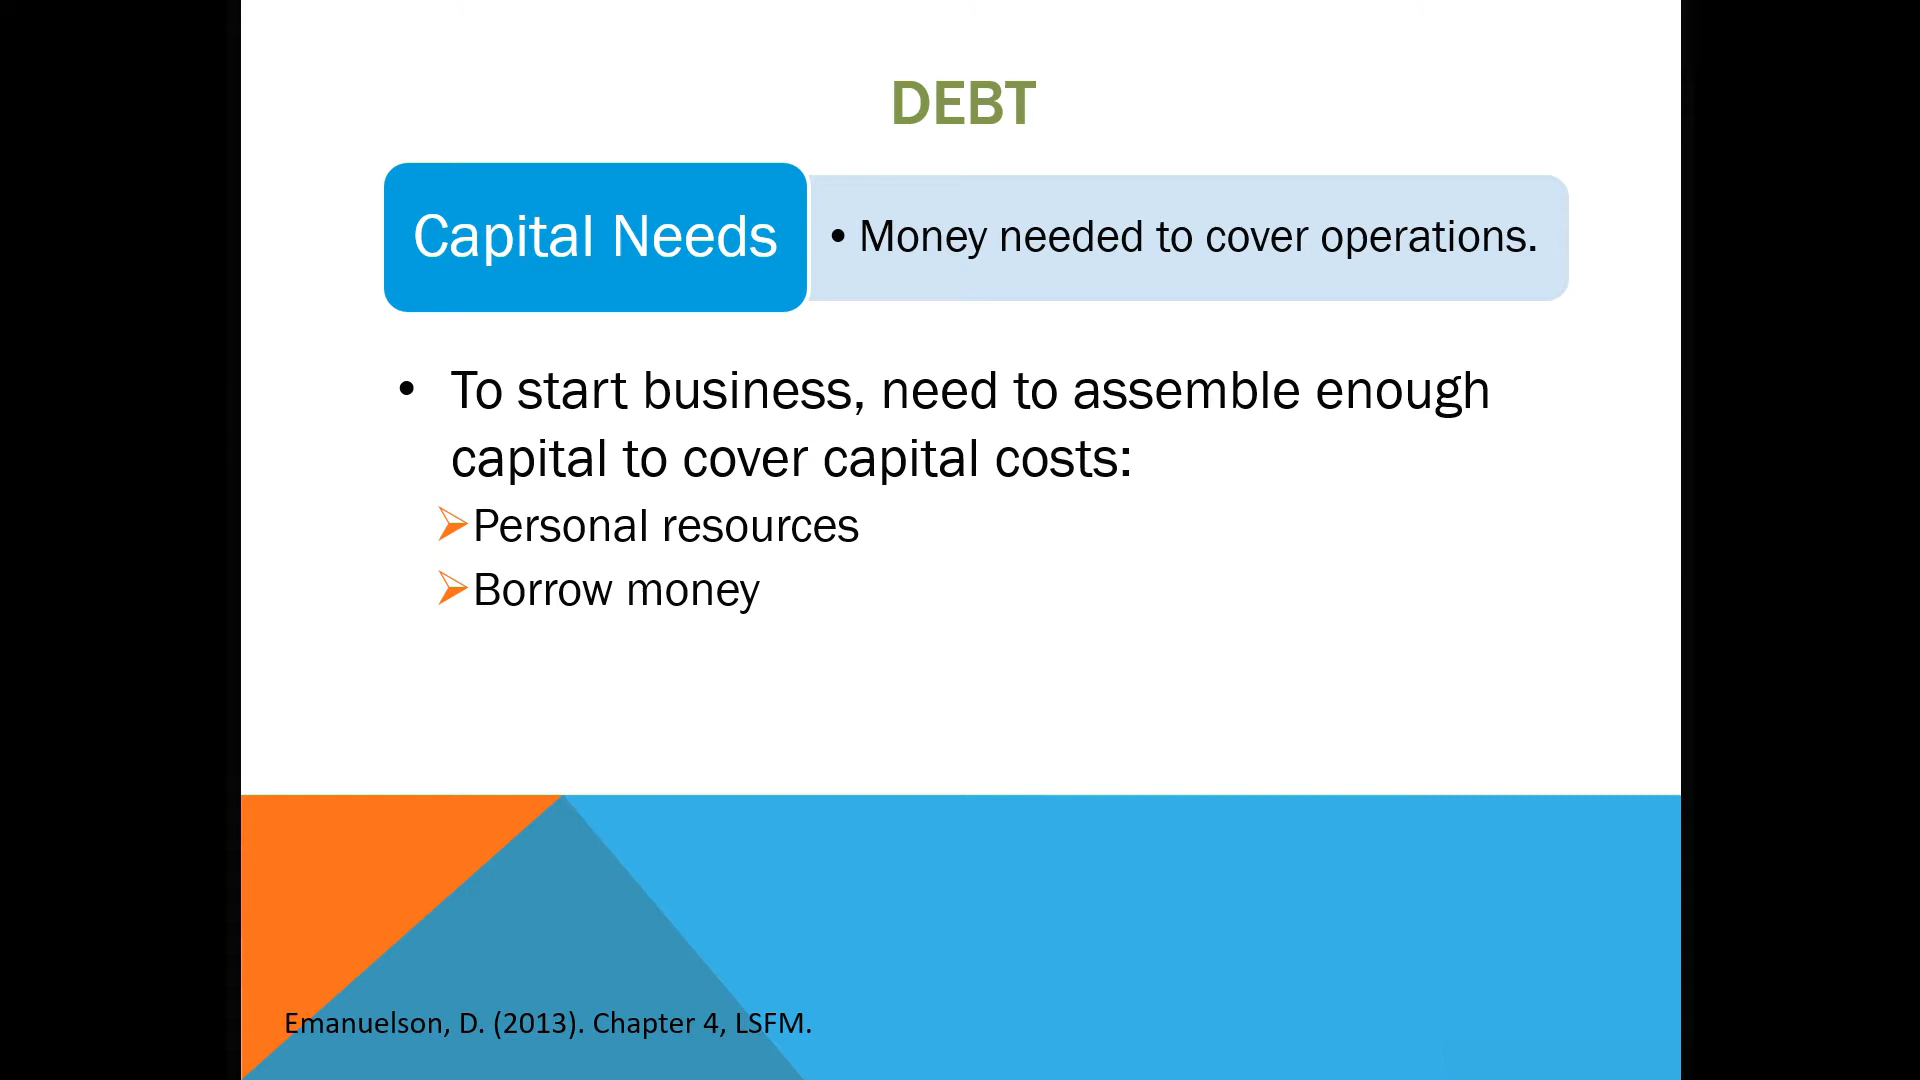 DEBT
Capital Needs
• Money needed to cover operations.
• To start business, need to assemble enough
capital to cover capital costs:
➢Personal resources
➢Borrow money
Emanuelson, D. (2013). Chapter 4, LSFM.